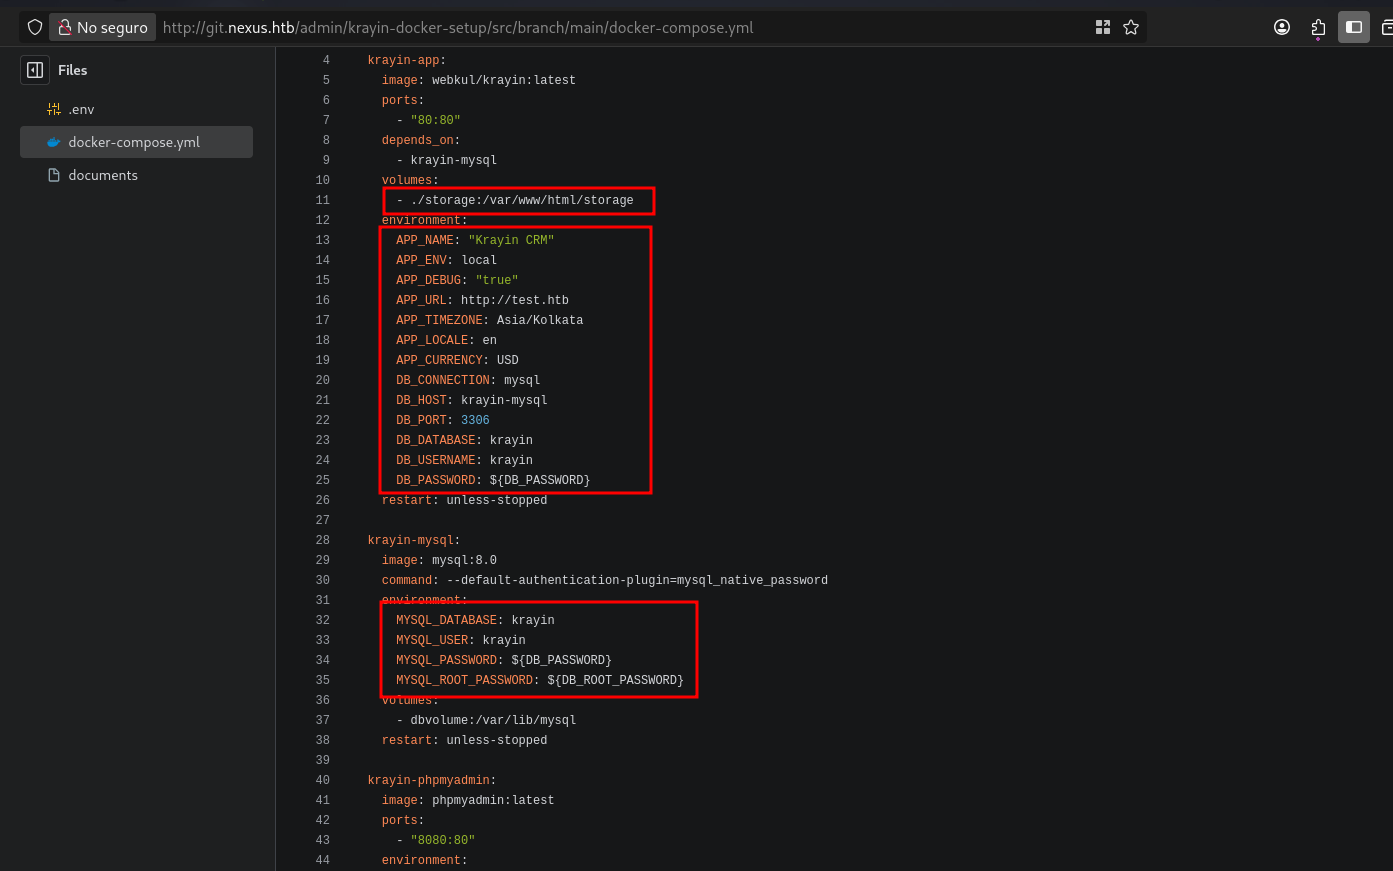 No seguro http://git.nexus.htb/admin/krayin-docker-setup/src/branch/main/docker-compose.yml
Files
.env
docker-compose.yml
documents
4 krayin-app:
5 image: webkul/krayin:latest
6 ports:
7 - "80:80"
8 depends_on:
9 - krayin-mysql
10 volumes:
11 - ./storage:/var/www/html/storage
12 environment:
13 APP_NAME: "Krayin CRM"
14 APP_ENV: local
15 APP_DEBUG: "true"
16 APP_URL: http://test.htb
17 APP_TIMEZONE: Asia/Kolkata
18 APP_LOCALE: en
19 APP_CURRENCY: USD
20 DB_CONNECTION: mysql
21 DB_HOST: krayin-mysql
22 DB_PORT: 3306
23 DB_DATABASE: krayin
24 DB_USERNAME: krayin
25 DB_PASSWORD: ${DB_PASSWORD}
26 restart: unless-stopped
27
28 krayin-mysql:
29 image: mysql:8.0
30 command: --default-authentication-plugin=mysql_native_password
31 environment:
32 MYSQL_DATABASE: krayin
33 MYSQL_USER: krayin
34 MYSQL_PASSWORD: ${DB_PASSWORD}
35 MYSQL_ROOT_PASSWORD: ${DB_ROOT_PASSWORD}
36 volumes:
37 - dbvolume:/var/lib/mysql
38 restart: unless-stopped
39
40 krayin-phpmyadmin:
41 image: phpmyadmin:latest
42 ports:
43 - "8080:80"
44 environment: